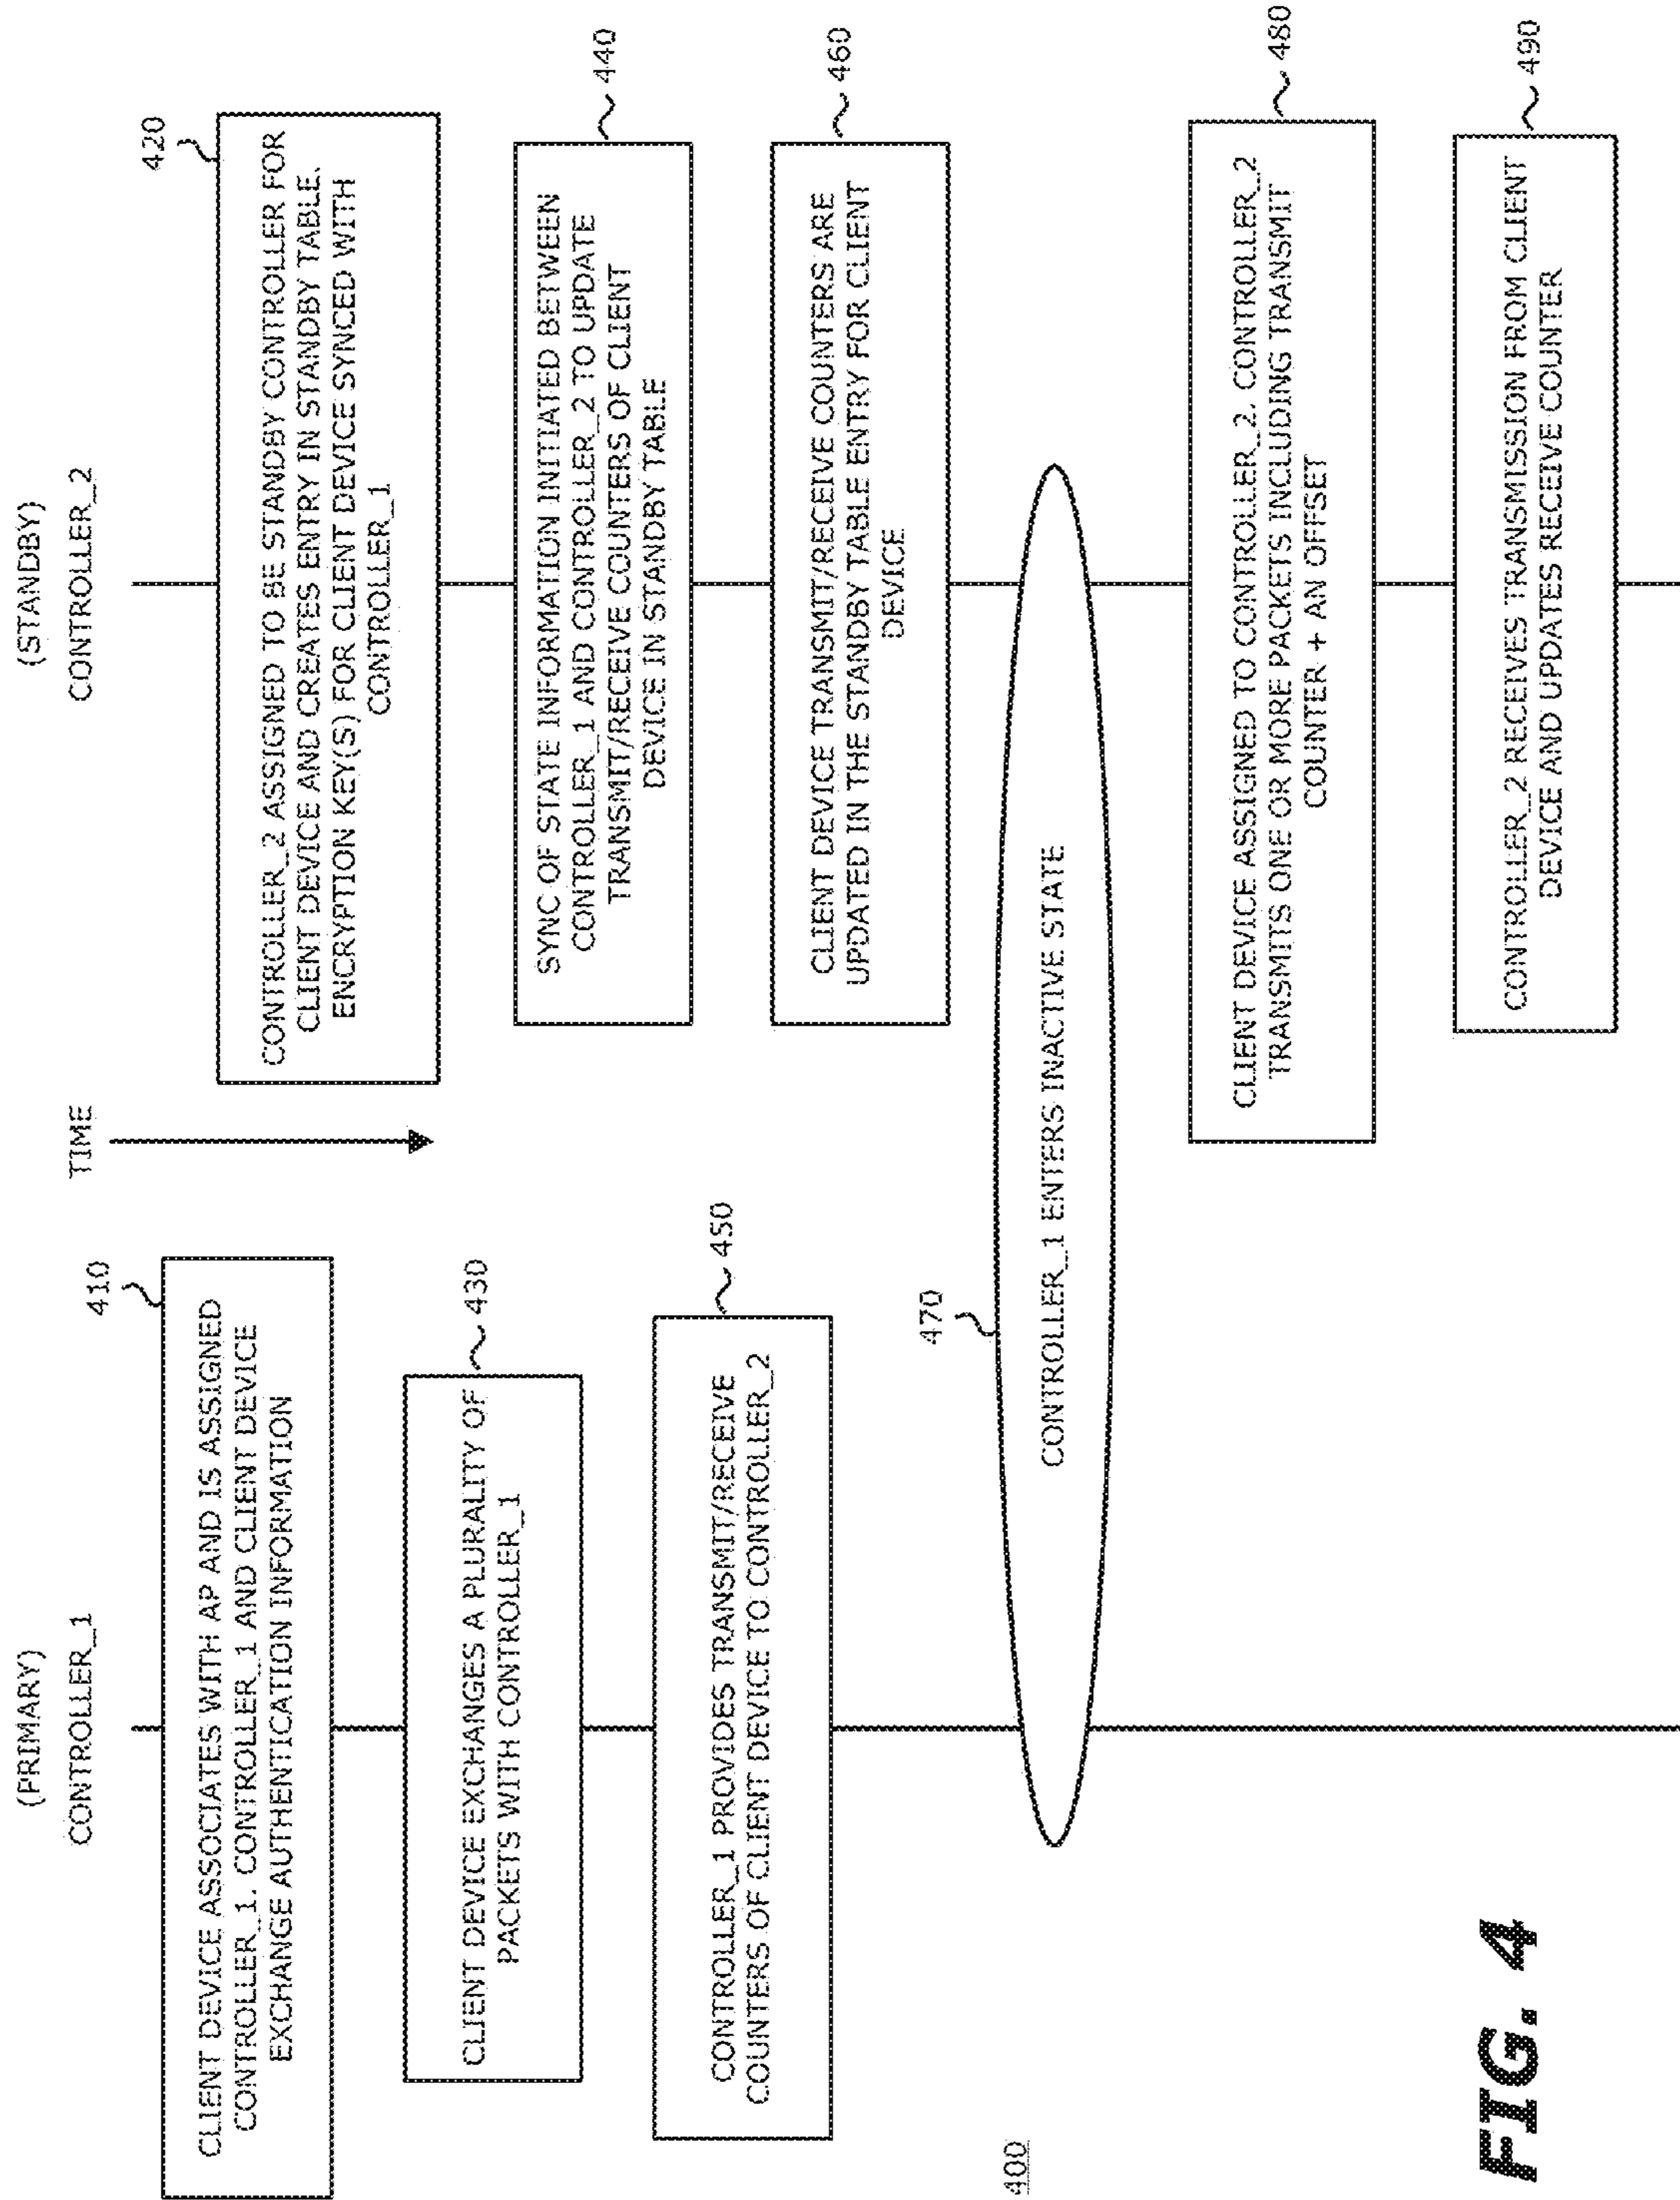 (PRIMARY)
CONTROLLER_1
TIME
(STANDBY)
CONTROLLER_2
410
CLIENT DEVICE ASSOCIATES WITH AP AND IS ASSIGNED
CONTROLLER_1. CONTROLLER_1 AND CLIENT DEVICE
EXCHANGE AUTHENTICATION INFORMATION
420
CONTROLLER_2 ASSIGNED TO BE STANDBY CONTROLLER FOR
CLIENT DEVICE AND CREATES ENTRY IN STANDBY TABLE.
ENCRYPTION KEY(S) FOR CLIENT DEVICE SYNCED WITH
CONTROLLER_1
430
CLIENT DEVICE EXCHANGES A PLURALITY OF
PACKETS WITH CONTROLLER_1
440
SYNC OF STATE INFORMATION INITIATED BETWEEN
CONTROLLER_1 AND CONTROLLER_2 TO UPDATE
TRANSMIT/RECEIVE COUNTERS OF CLIENT
DEVICE IN STANDBY TABLE
450
CONTROLLER_1 PROVIDES TRANSMIT/RECEIVE
COUNTERS OF CLIENT DEVICE TO CONTROLLER_2
460
CLIENT DEVICE TRANSMIT/RECEIVE COUNTERS ARE
UPDATED IN THE STANDBY TABLE ENTRY FOR CLIENT
DEVICE
470
CONTROLLER_1 ENTERS INACTIVE STATE
480
CLIENT DEVICE ASSIGNED TO CONTROLLER_2. CONTROLLER_2
TRANSMITS ONE OR MORE PACKETS INCLUDING TRANSMIT
COUNTER + AN OFFSET
490
CONTROLLER_2 RECEIVES TRANSMISSION FROM CLIENT
DEVICE AND UPDATES RECEIVE COUNTER
400
FIG. 4